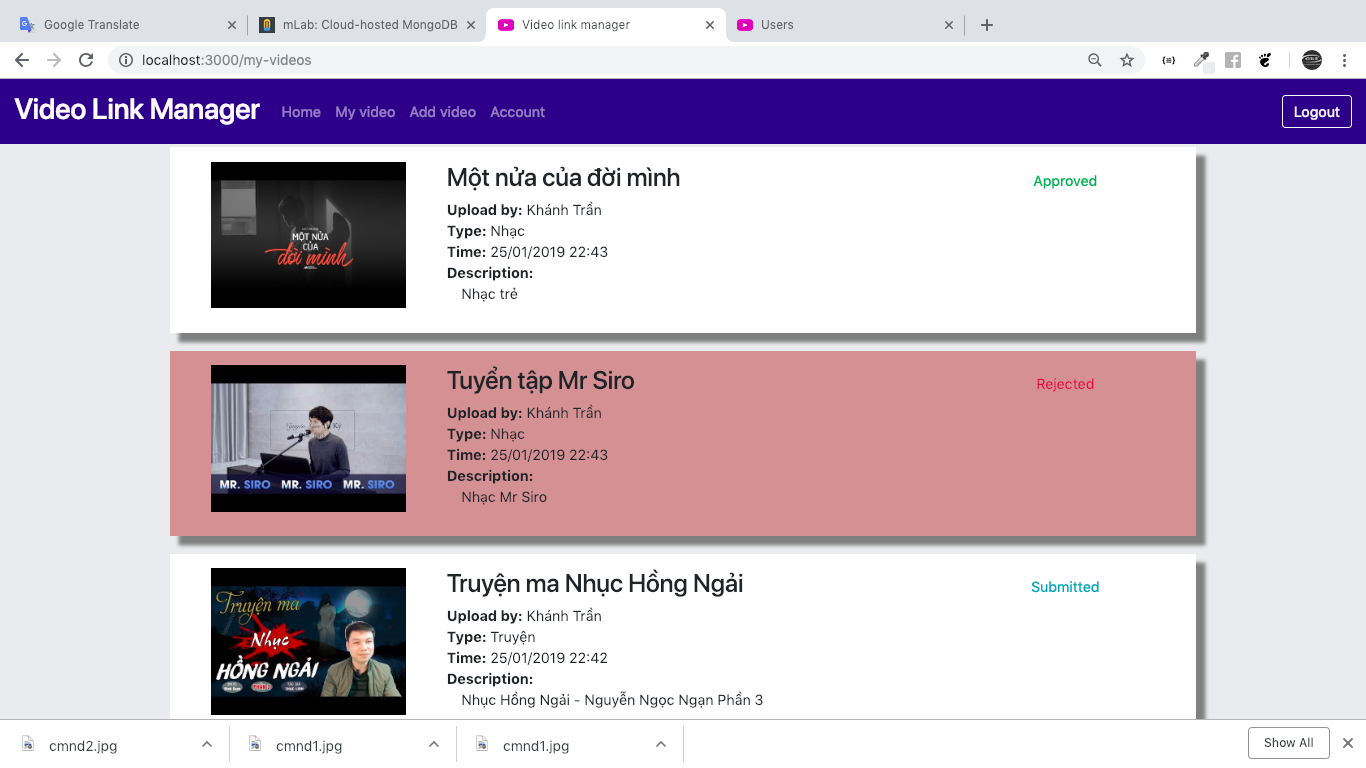 Google Translate
mLab: Cloud-hosted MongoDB
Video link manager
Users
localhost:3000/my-videos
Video Link Manager
Home
My video
Add video
Account
Logout
MỘT NỬA
CỦA
đời mình
Một nửa của đời mình
Approved
Upload by: Khánh Trần
Type: Nhạc
Time: 25/01/2019 22:43
Description:
Nhạc trẻ
MR. SIRO MR. SIRO MR. SIRO
Tuyển tập Mr Siro
Rejected
Upload by: Khánh Trần
Type: Nhạc
Time: 25/01/2019 22:43
Description:
Nhạc Mr Siro
Truyện ma
Nhục
HỒNG NGẢI
Truyện ma Nhục Hồng Ngải
Submitted
Upload by: Khánh Trần
Type: Truyện
Time: 25/01/2019 22:42
Description:
Nhục Hồng Ngải - Nguyễn Ngọc Ngạn Phần 3
cmnd2.jpg
cmnd1.jpg
cmnd1.jpg
Show All